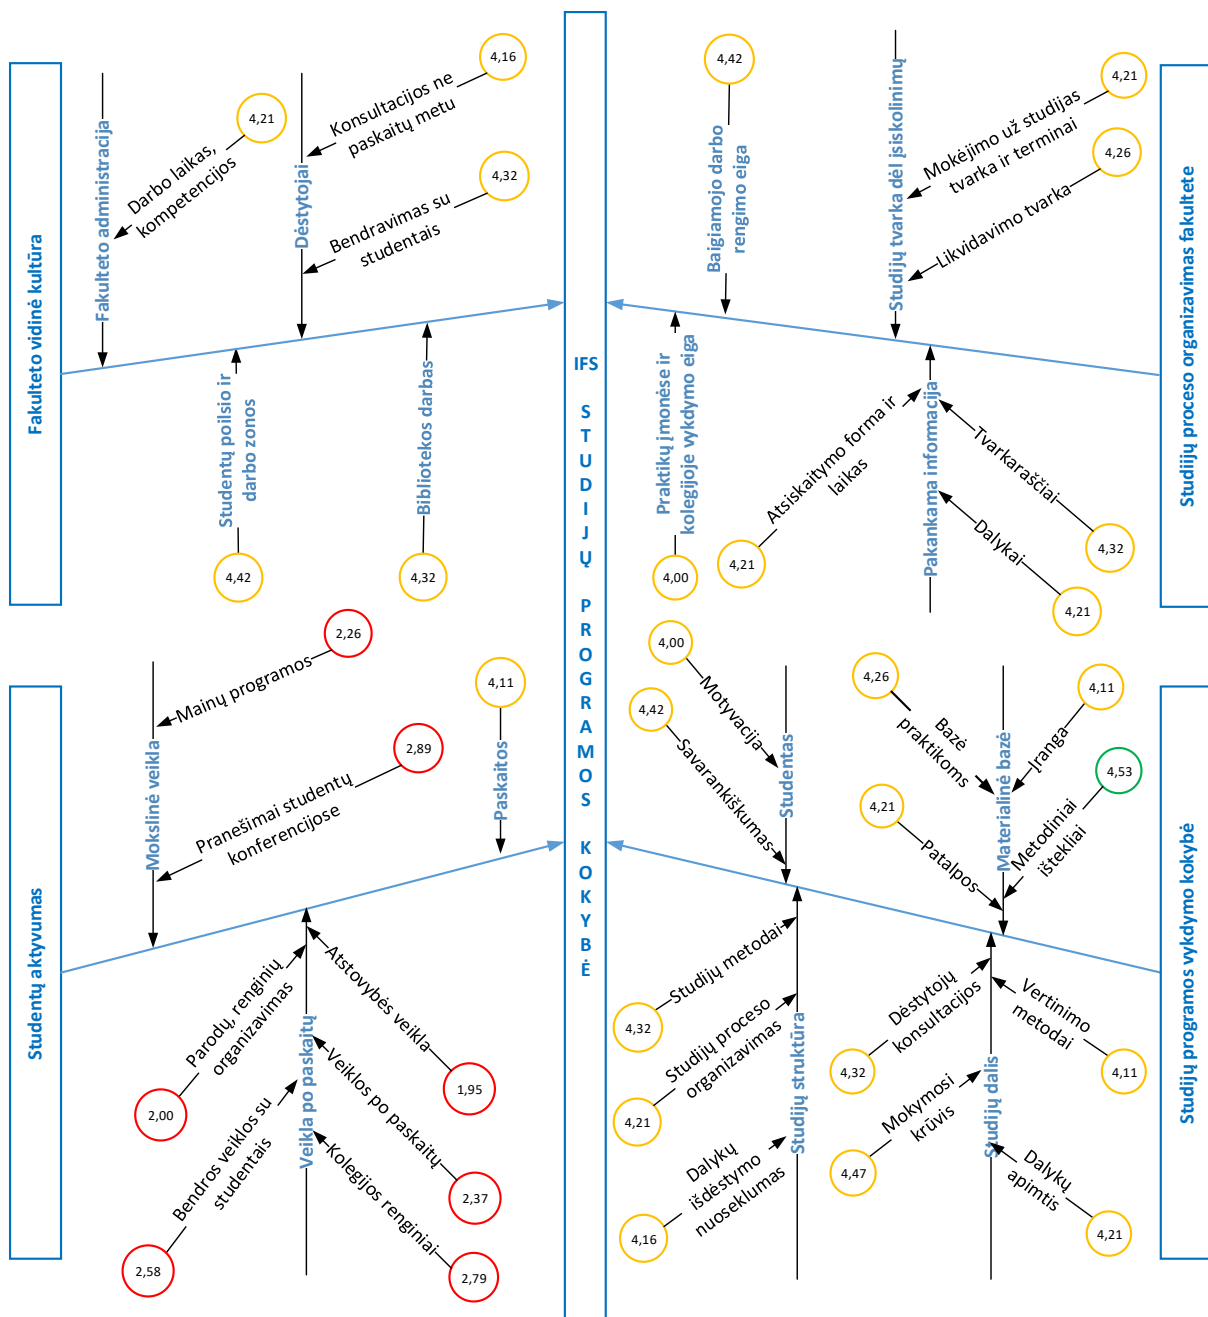 Fakulteto vidinė kultūra
Fakulteto administracija
Darbo laikas,
kompetencijos
4,21
Dėstytojai
Konsultacijos ne
paskaitų metu
4,16
Bendravimas su
studentais
4,32
Studentų poilsio ir
darbo zonos
4,42
Bibliotekos darbas
4,32
IFS
STUDIJŲ
PROGRAMOS
KOKYBĖ
Studiijų proceso organizavimas fakultete
Baigiamojo darbo
rengimo eiga
4,42
Studijų tvarka dėl įsiskolinimų
Mokėjimo už studijas
tvarka ir terminai
4,21
Likvidavimo tvarka
4,26
Praktikų įmonėse ir
kolegijoje vykdymo eiga
4,00
Pakankama informacija
Atsiskaitymo forma ir
laikas
4,21
Tvarkaraščiai
4,32
Dalykai
4,21
Studentų aktyvumas
Mokslinė veikla
Mainų programos
2,26
Pranešimai studentų
konferencijose
2,89
Paskaitos
4,11
Veikla po paskaitų
Parodų, renginių
organizavimas
2,00
Atstovybės veikla
1,95
Bendros veiklos su
studentais
2,58
Veiklos po paskaitų
2,37
Kolegijos renginiai
2,79
Studijų programos vykdymo kokybė
Studentas
Motyvacija
4,00
Savarankiškumas
4,42
Materialinė bazė
Bazė
praktikoms
4,26
Įranga
4,11
Patalpos
4,21
Metodiniai
ištekliai
4,53
Studijų struktūra
Studijų metodai
4,32
Studijų proceso
organizavimas
4,21
Dalykų
išdėstymo
nuoseklumas
4,16
Studijų dalis
Dėstytojų
konsultacijos
4,32
Vertinimo
metodai
4,11
Mokymosi
krūvis
4,47
Dalykų
apimtis
4,21